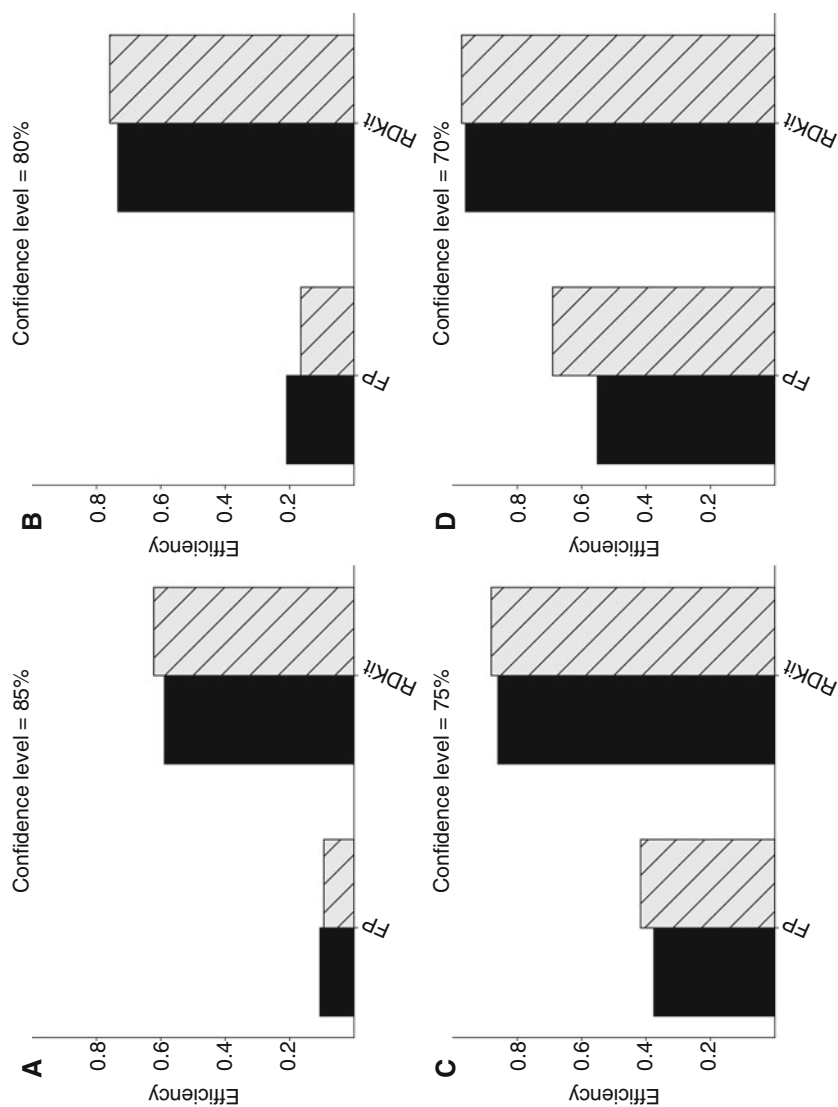 A
Confidence level = 85%
Efficiency
0.8
0.6
0.4
0.2
Fp
RDKit
B
Confidence level = 80%
Efficiency
0.8
0.6
0.4
0.2
Fp
RDKit
C
Confidence level = 75%
Efficiency
0.8
0.6
0.4
0.2
Fp
RDKit
D
Confidence level = 70%
Efficiency
0.8
0.6
0.4
0.2
Fp
RDKit